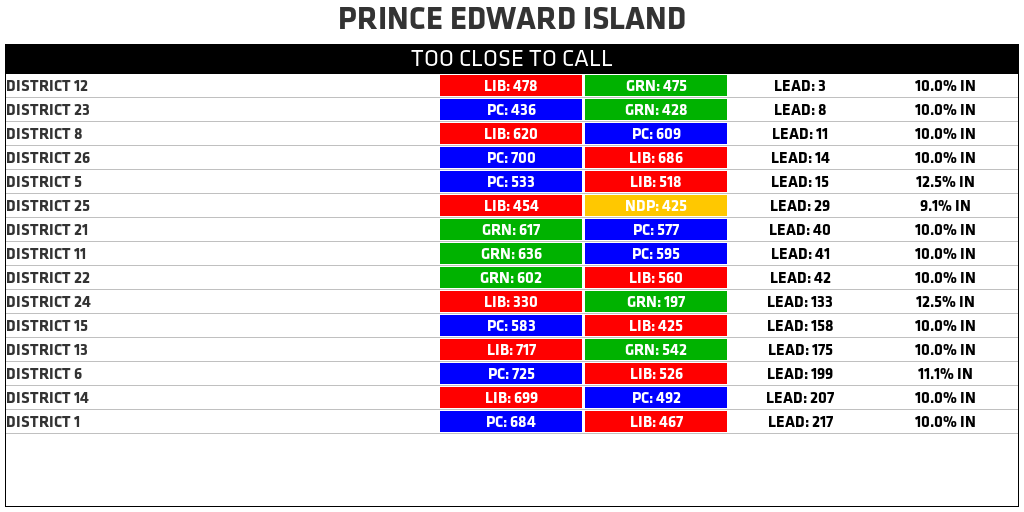 PRINCE EDWARD ISLAND
TOO CLOSE TO CALL
DISTRICT 12 LIB: 478 GRN: 475 LEAD: 3 10.0% IN
DISTRICT 23 PC: 436 GRN: 428 LEAD: 8 10.0% IN
DISTRICT 8 LIB: 620 PC: 609 LEAD: 11 10.0% IN
DISTRICT 26 PC: 700 LIB: 686 LEAD: 14 10.0% IN
DISTRICT 5 PC: 533 LIB: 518 LEAD: 15 12.5% IN
DISTRICT 25 LIB: 454 NDP: 425 LEAD: 29 9.1% IN
DISTRICT 21 GRN: 617 PC: 577 LEAD: 40 10.0% IN
DISTRICT 11 GRN: 636 PC: 595 LEAD: 41 10.0% IN
DISTRICT 22 GRN: 602 LIB: 560 LEAD: 42 10.0% IN
DISTRICT 24 LIB: 330 GRN: 197 LEAD: 133 12.5% IN
DISTRICT 15 PC: 583 LIB: 425 LEAD: 158 10.0% IN
DISTRICT 13 LIB: 717 GRN: 542 LEAD: 175 10.0% IN
DISTRICT 6 PC: 725 LIB: 526 LEAD: 199 11.1% IN
DISTRICT 14 LIB: 699 PC: 492 LEAD: 207 10.0% IN
DISTRICT 1 PC: 684 LIB: 467 LEAD: 217 10.0% IN